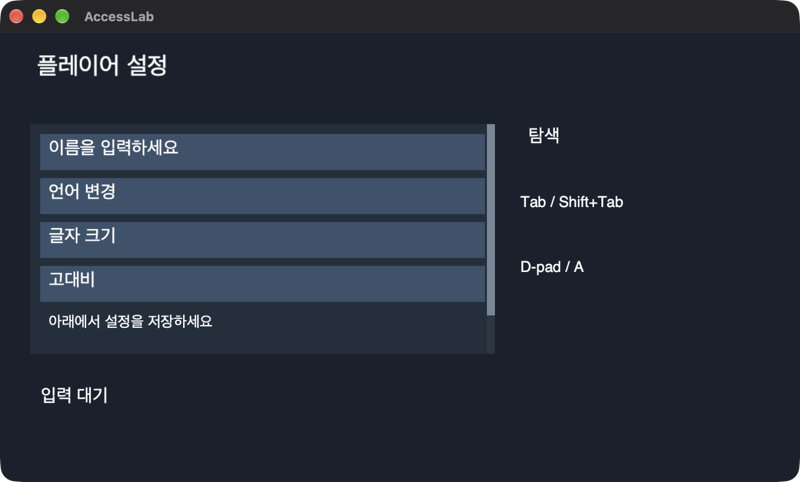 AccessLab
플레이어 설정
이름을 입력하세요
언어 변경
글자 크기
고대비
아래에서 설정을 저장하세요
탐색
Tab / Shift+Tab
D-pad / A
입력 대기